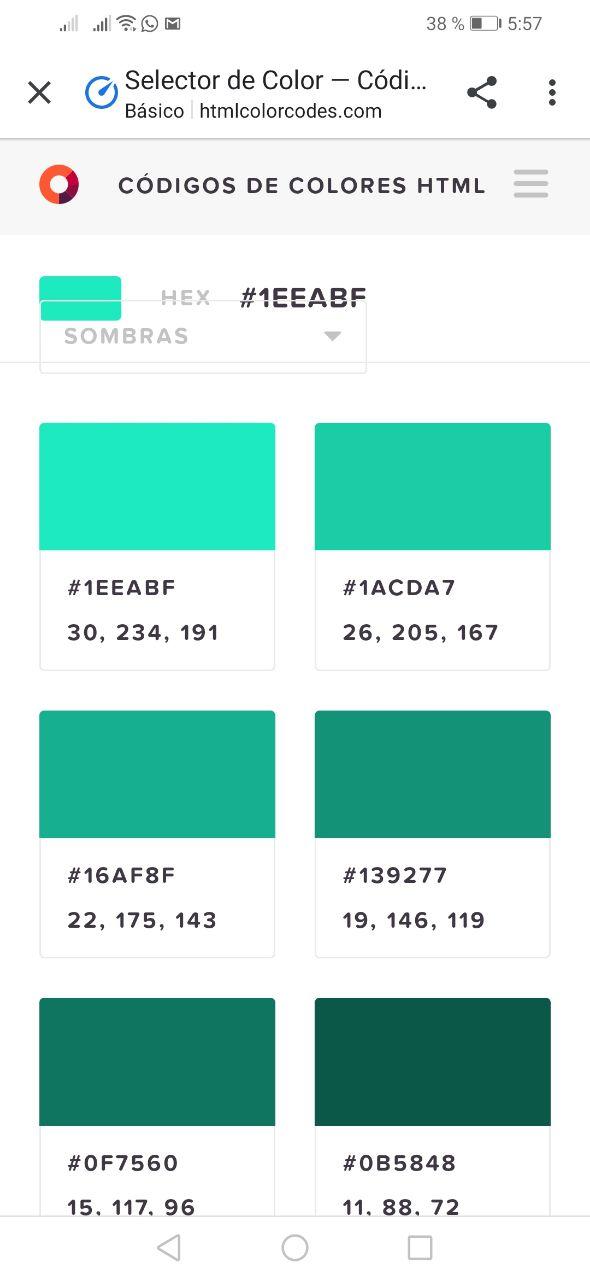 38 % 5:57
Selector de Color — Códi...
Básico htmlcolorcodes.com
CÓDIGOS DE COLORES HTML
HEX #1EEABF
SOMBRAS
#1EEABF #1ACDA7
30, 234, 191 26, 205, 167
#16AF8F #139277
22, 175, 143 19, 146, 119
#0F7560 #0B5848
15, 117, 96 11, 88, 72